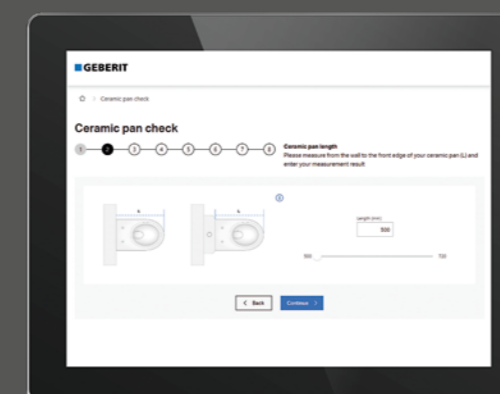 GEBERIT
Ceramic pan check
Ceramic pan check
1 2 3 4 5 6 7 8
Ceramic pan length
Please measure from the wall to the front edge of your ceramic pan (L) and
enter your measurement result
L L
Length (mm)
500
500 720
< Back Continue >